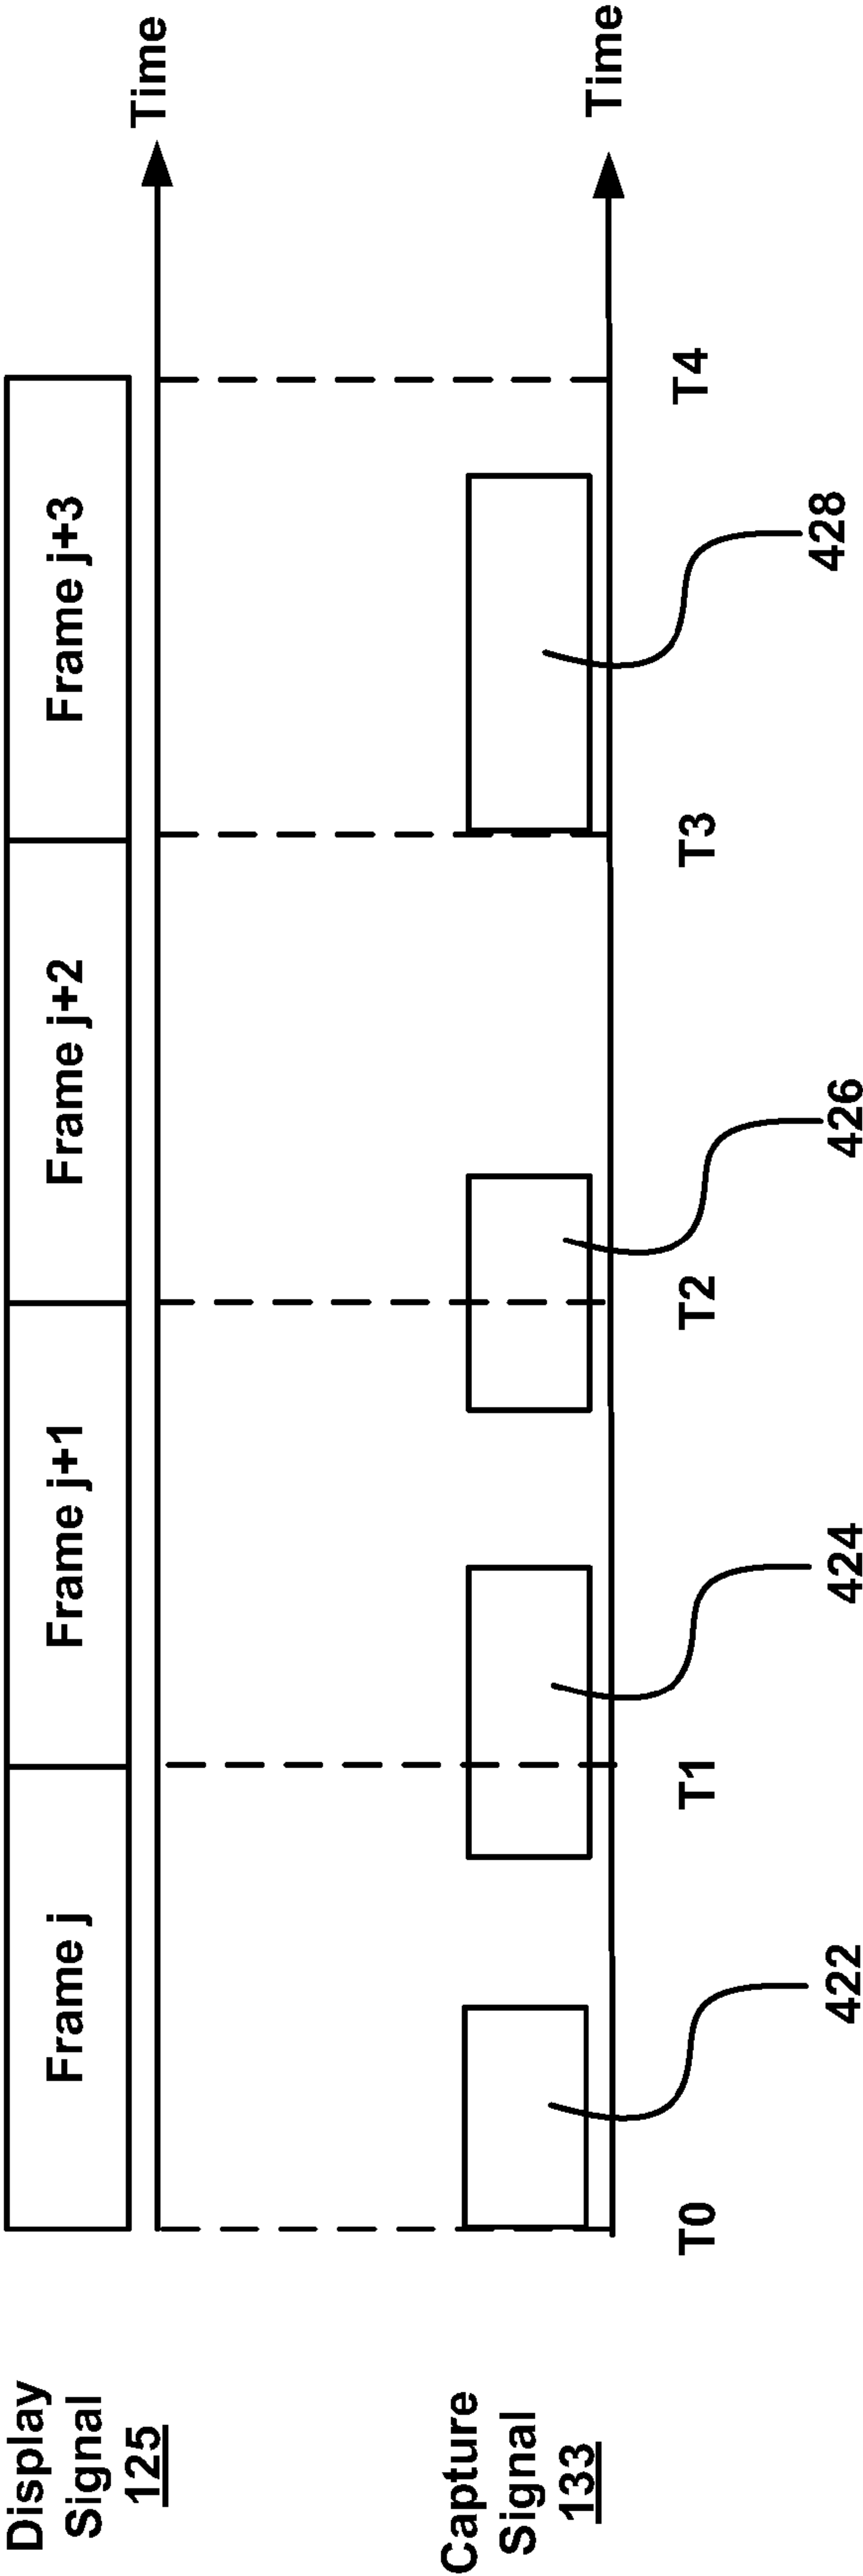 Display
Signal
125
Frame j
Frame j+1
Frame j+2
Frame j+3
Time
Capture
Signal
133
Time
T0
T1
T2
T3
T4
422
424
426
428